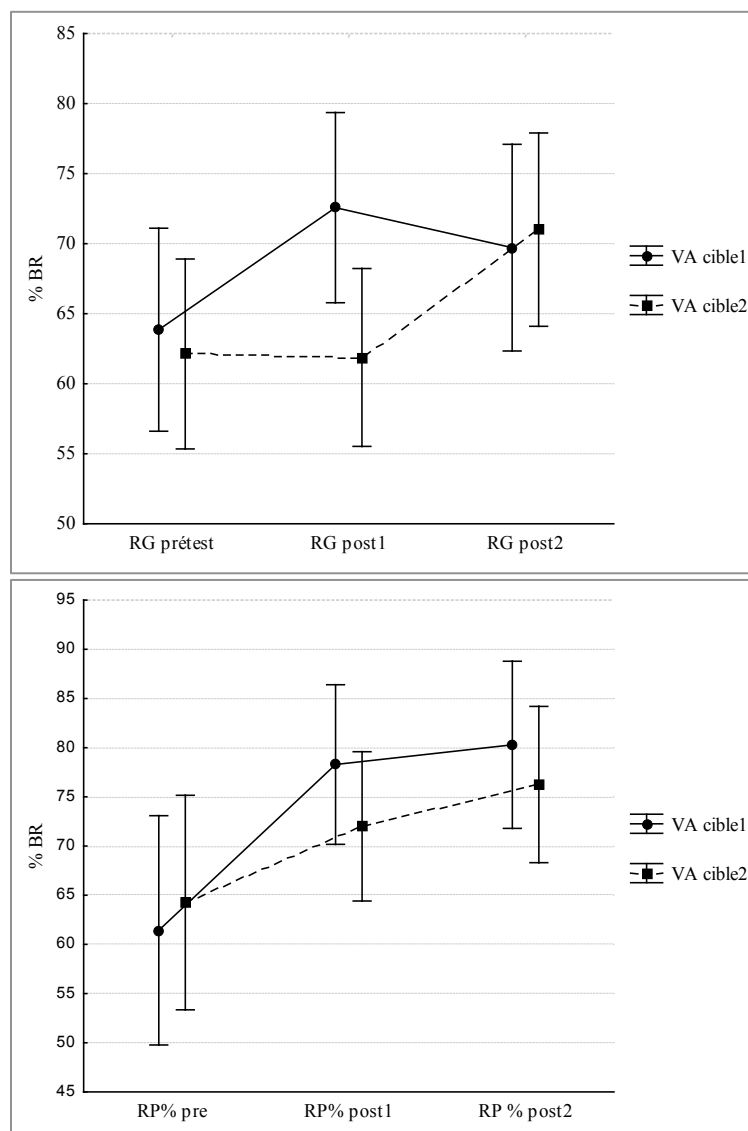 85
80
75
70
65
60
55
50
% BR
RG prétest
RG post1
RG post2
VA cible1
VA cible2
95
90
85
80
75
70
65
60
55
50
45
% BR
RP% pre
RP% post1
RP % post2
VA cible1
VA cible2